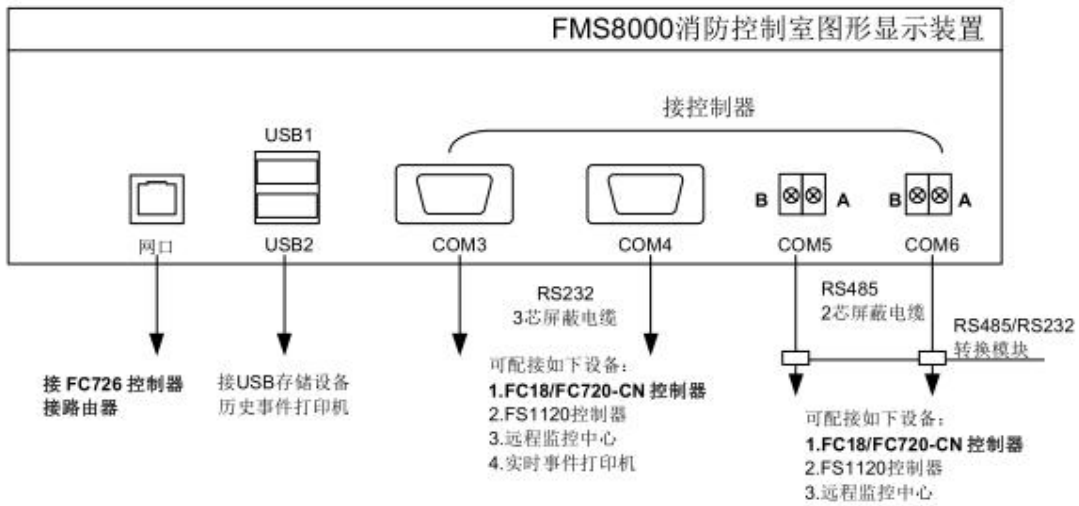 FMS8000消防控制室图形显示装置
接控制器
USB1
B
A
B
A
网口
USB2
COM3
COM4
COM5
COM6
RS232
3芯屏蔽电缆
RS485
2芯屏蔽电缆
RS485/RS232
转换模块
接 FC726 控制器
接路由器
接USB存储设备
历史事件打印机
可配接如下设备：
1.FC18/FC720-CN 控制器
2.FS1120控制器
3.远程监控中心
4.实时事件打印机
可配接如下设备：
1.FC18/FC720-CN 控制器
2.FS1120控制器
3.远程监控中心